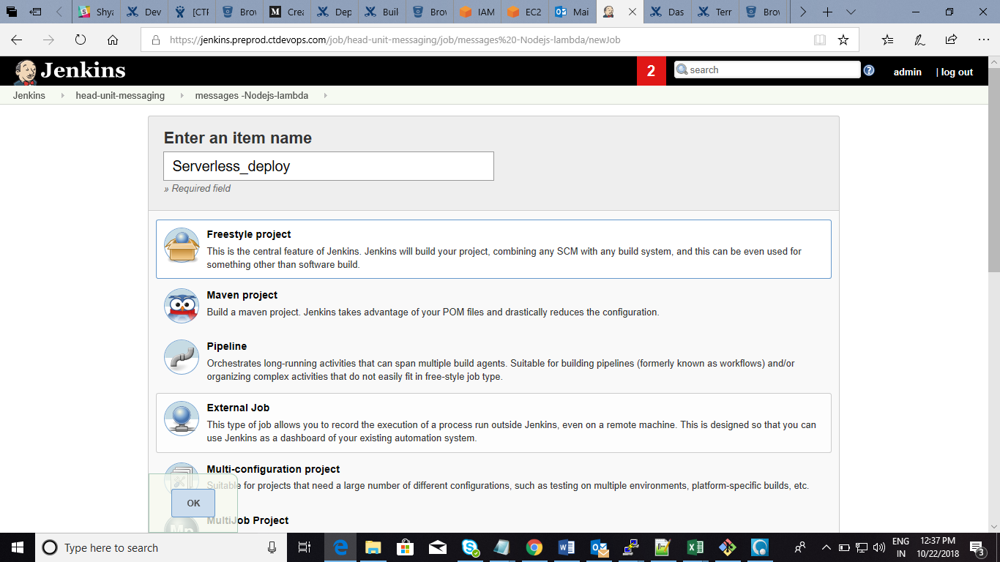 Shya
Dev
[CTF
Brov
M Crea
Dep
Buil
Brov
IAM
EC2
Mai
Das
Terr
Brov
https://jenkins.preprod.ctdevops.com/job/head-unit-messaging/job/messages%20-Nodejs-lambda/newJob
Jenkins
2
search
admin
| log out
Jenkins
head-unit-messaging
messages -Nodejs-lambda
Enter an item name
Serverless_deploy
» Required field
Freestyle project
This is the central feature of Jenkins. Jenkins will build your project, combining any SCM with any build system, and this can be even used for
something other than software build.
Maven project
Build a maven project. Jenkins takes advantage of your POM files and drastically reduces the configuration.
Pipeline
Orchestrates long-running activities that can span multiple build agents. Suitable for building pipelines (formerly known as workflows) and/or
organizing complex activities that do not easily fit in free-style job type.
External Job
This type of job allows you to record the execution of a process run outside Jenkins, even on a remote machine. This is designed so that you can
use Jenkins as a dashboard of your existing automation system.
Multi-configuration project
Suitable for projects that need a large number of different configurations, such as testing on multiple environments, platform-specific builds, etc.
OK
MultiJob Project
Type here to search
ENG
IN
12:37 PM
10/22/2018
3